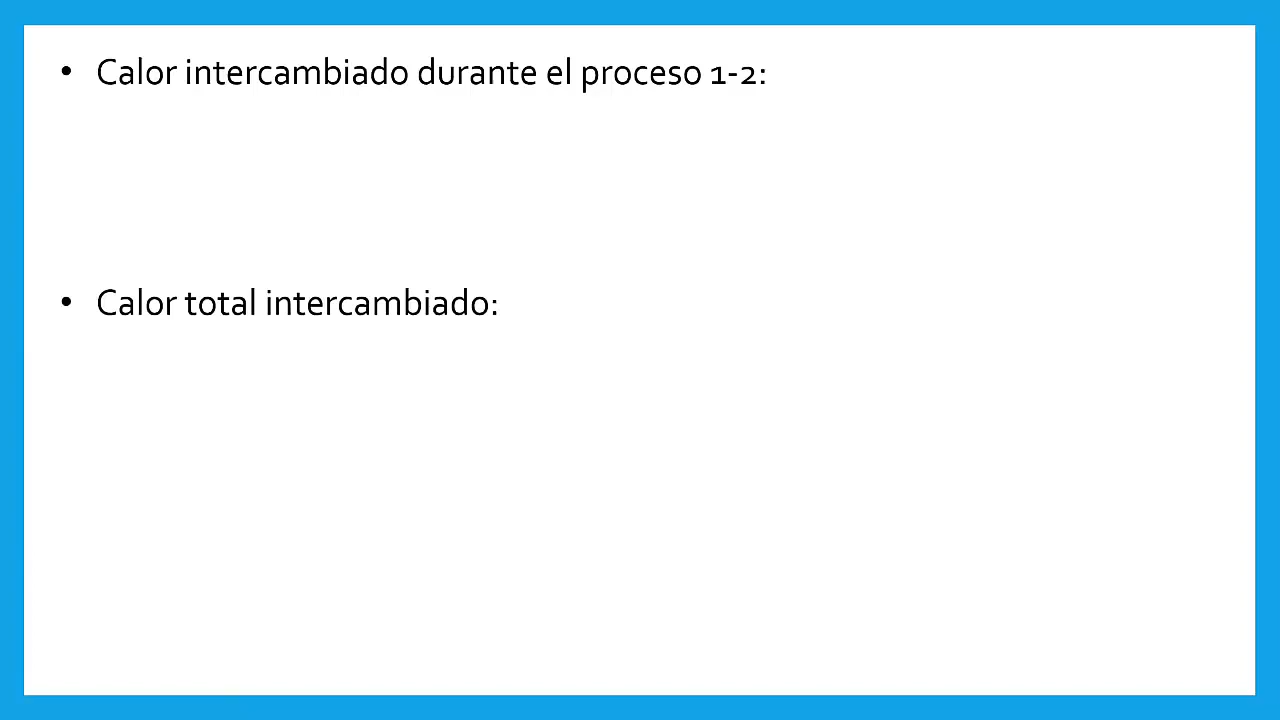 • Calor intercambiado durante el proceso 1-2:
• Calor total intercambiado: